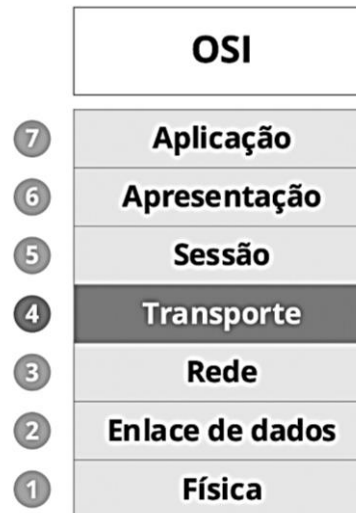 OSI
7 Aplicação
6 Apresentação
5 Sessão
4 Transporte
3 Rede
2 Enlace de dados
1 Física